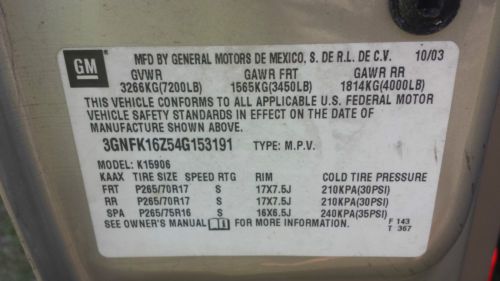 GM
MFD BY GENERAL MOTORS DE MEXICO, S. DE R.L. DE C.V. 10/03
GVWR GAWR FRT GAWR RR
3266KG(7200LB) 1565KG(3450LB) 1814KG(4000LB)
THIS VEHICLE CONFORMS TO ALL APPLICABLE U.S. FEDERAL MOTOR
VEHICLE SAFETY STANDARDS IN EFFECT ON THE DATE OF
MANUFACTURE SHOWN ABOVE.
3GNFK16Z54G153191 TYPE: M.P.V.
MODEL: K15906
KAAX TIRE SIZE SPEED RTG RIM COLD TIRE PRESSURE
FRT P265/70R17 S 17X7.5J 210KPA(30PSI)
RR P265/70R17 S 17X7.5J 210KPA(30PSI)
SPA P265/75R16 S 16X6.5J 240KPA(35PSI)
SEE OWNER'S MANUAL FOR MORE INFORMATION. F 143
T 367